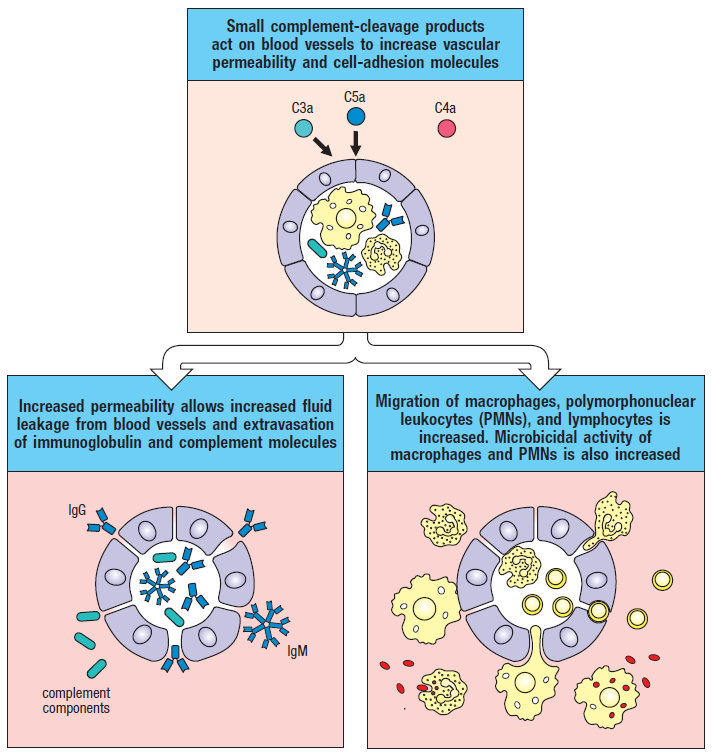 Small complement-cleavage products
act on blood vessels to increase vascular
permeability and cell-adhesion molecules
C3a
C5a
C4a
Increased permeability allows increased fluid
leakage from blood vessels and extravasation
of immunoglobulin and complement molecules
IgG
IgM
complement
components
Migration of macrophages, polymorphonuclear
leukocytes (PMNs), and lymphocytes is
increased. Microbicidal activity of
macrophages and PMNs is also increased